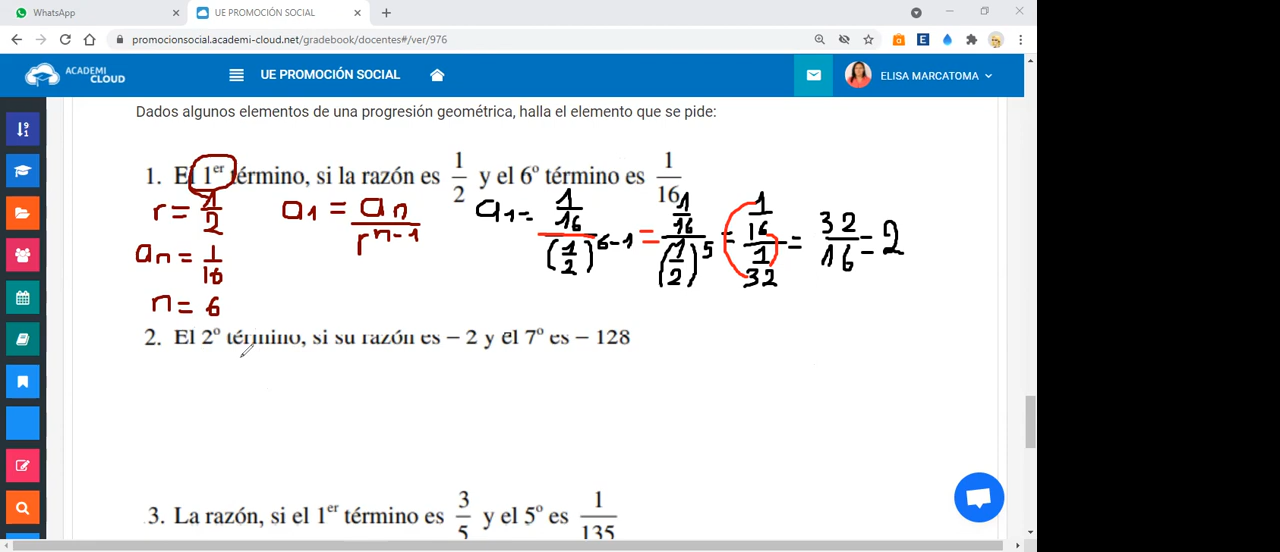 WhatsApp
UE PROMOCIÓN SOCIAL
promocionsocial.academi-cloud.net/gradebook/docentes#/ver/976
ACADEMI CLOUD
UE PROMOCIÓN SOCIAL
ELISA MARCATOMA
Dados algunos elementos de una progresión geométrica, halla el elemento que se pide:
1. El 1er término, si la razón es 1/2 y el 6º término es 1/16
r = 1/2
an = 1/16
n = 6
a1 = an / r^(n-1)
a1 = (1/16) / (1/2)^(6-1) = (1/16) / (1/2)^5 = (1/16) / (1/32) = 32/16 = 2
2. El 2º término, si su razón es – 2 y el 7º es – 128
3. La razón, si el 1er término es 3/5 y el 5º es 1/135